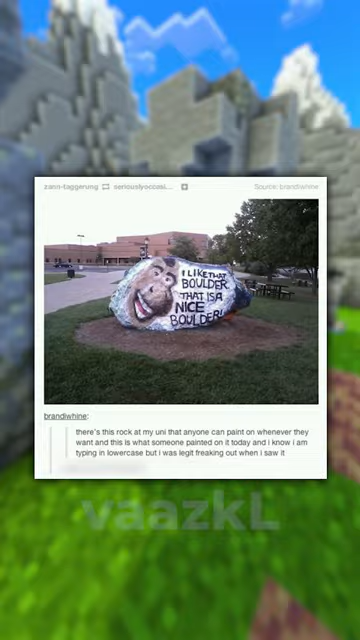 zann-taggerung seriouslyoccasi... Source: brandiwhine
I LIKE THAT
BOULDER.
THAT IS A
NICE
BOULDER!
brandiwhine:
there's this rock at my uni that anyone can paint on whenever they
want and this is what someone painted on it today and i know i am
typing in lowercase but i was legit freaking out when i saw it
vaazkL